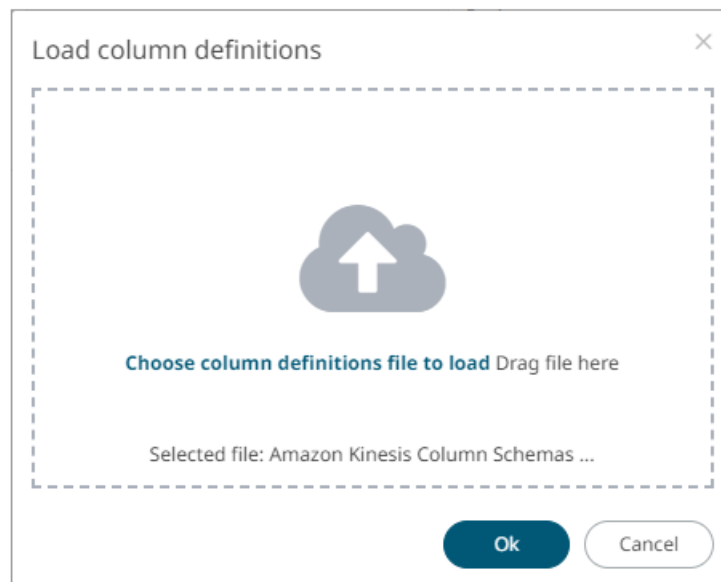 Load column definitions
Choose column definitions file to load Drag file here
Selected file: Amazon Kinesis Column Schemas ...
Ok
Cancel